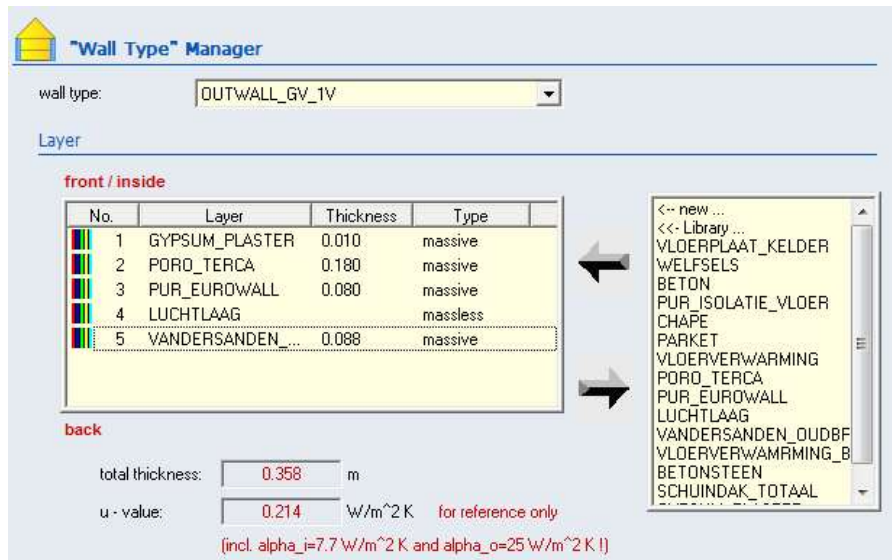 "Wall Type" Manager
wall type: OUTWALL_GV_1V
Layer
front / inside
No. Layer Thickness Type
1 GYPSUM_PLASTER 0.010 massive
2 PORO_TERCA 0.180 massive
3 PUR_EUROWALL 0.080 massive
4 LUCHTLAAG massless
5 VANDERSANDEN_... 0.088 massive
back
<-- new ...
<<- Library ...
VLOERPLAAT_KELDER
WELFSELS
BETON
PUR_ISOLATIE_VLOER
CHAPE
PARKET
VLOERVERWARMING
PORO_TERCA
PUR_EUROWALL
LUCHTLAAG
VANDERSANDEN_OUDBF
VLOERVERWAMRMING_B
BETONSTEEN
SCHUINDAK_TOTAAL
total thickness: 0.358 m
u - value: 0.214 W/m^2 K for reference only
(incl. alpha_i=7.7 W/m^2 K and alpha_o=25 W/m^2 K !)